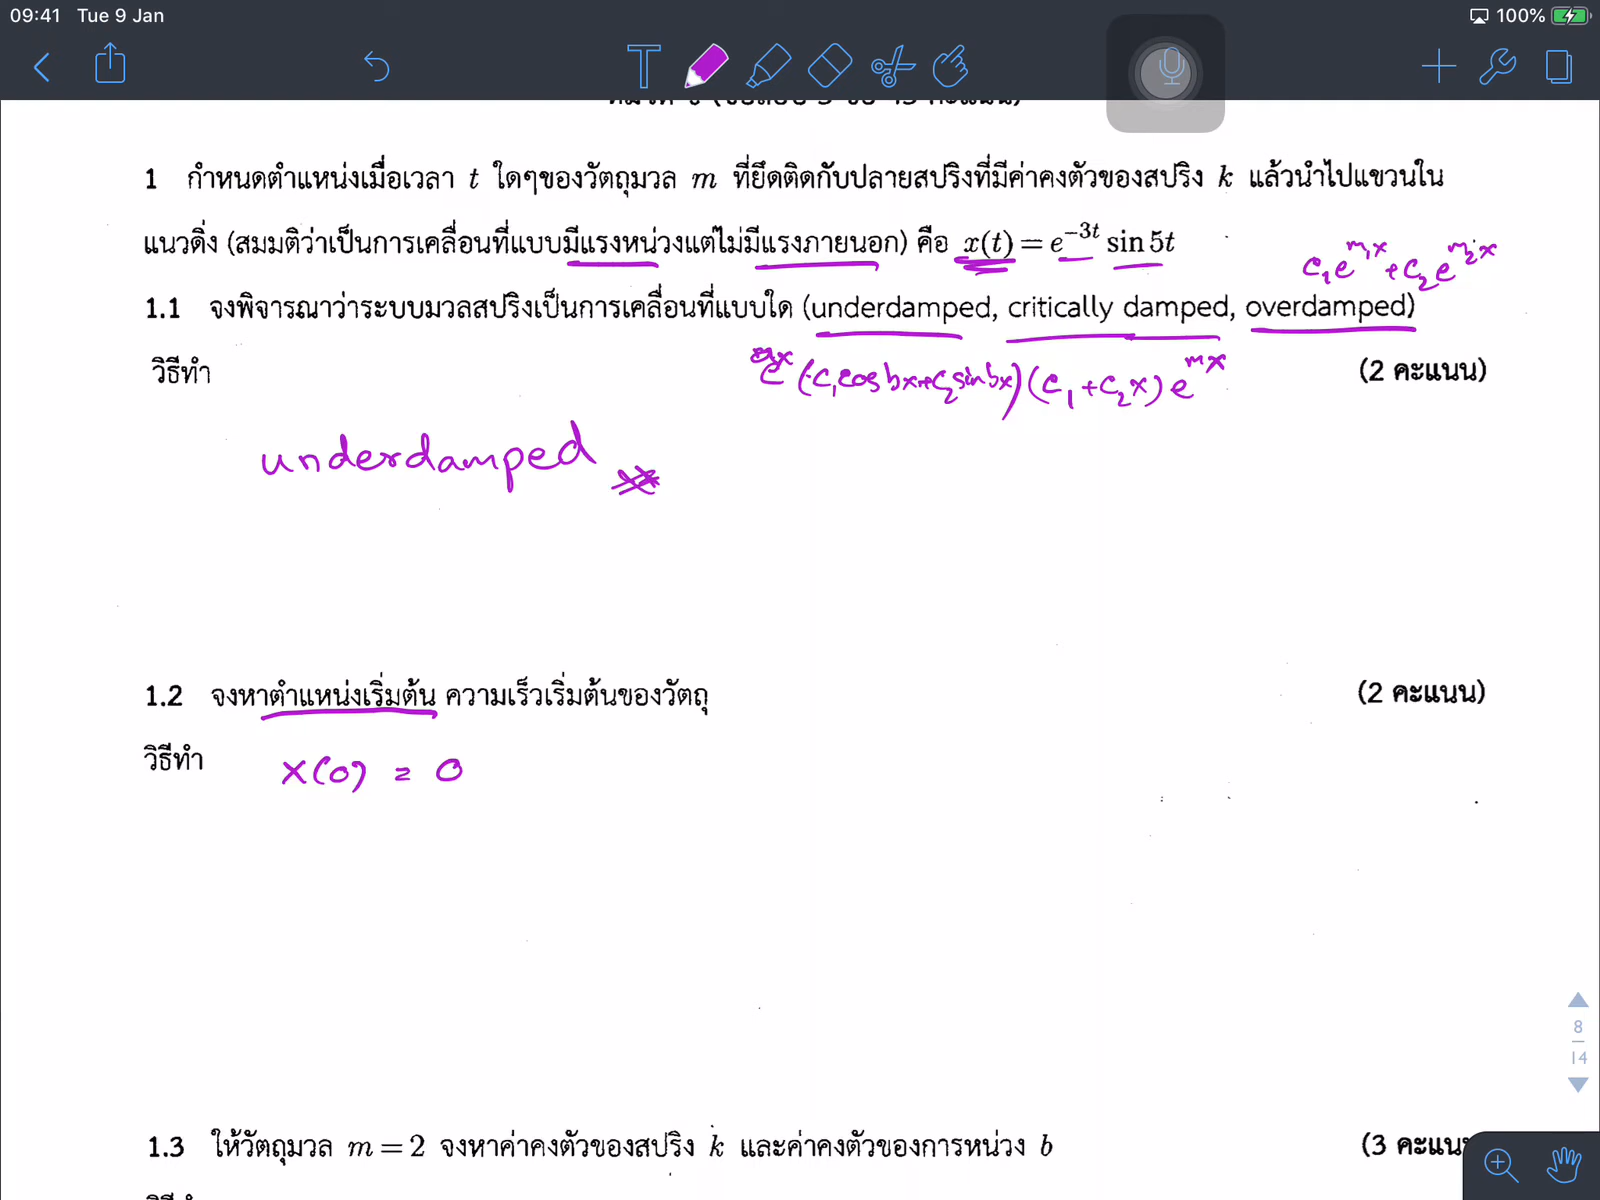 09:41 Tue 9 Jan 100%
1 กำหนดตำแหน่งเมื่อเวลา t ใดๆของวัตถุมวล m ที่ยึดติดกับปลายสปริงที่มีค่าคงตัวของสปริง k แล้วนำไปแขวนใน
แนวดิ่ง (สมมติว่าเป็นการเคลื่อนที่แบบมีแรงหน่วงแต่ไม่มีแรงภายนอก) คือ x(t) = e^{-3t} sin 5t
c₁e^{m₁x} + c₂e^{m₂x}
1.1 จงพิจารณาว่าระบบมวลสปริงเป็นการเคลื่อนที่แบบใด (underdamped, critically damped, overdamped)
วิธีทำ (2 คะแนน)
(c₁cosbx+c₂sinbx) (c₁+c₂x) e^{mx}
underdamped
1.2 จงหาตำแหน่งเริ่มต้น ความเร็วเริ่มต้นของวัตถุ (2 คะแนน)
วิธีทำ x(0) = 0
8
14
1.3 ให้วัตถุมวล m = 2 จงหาค่าคงตัวของสปริง k และค่าคงตัวของการหน่วง b (3